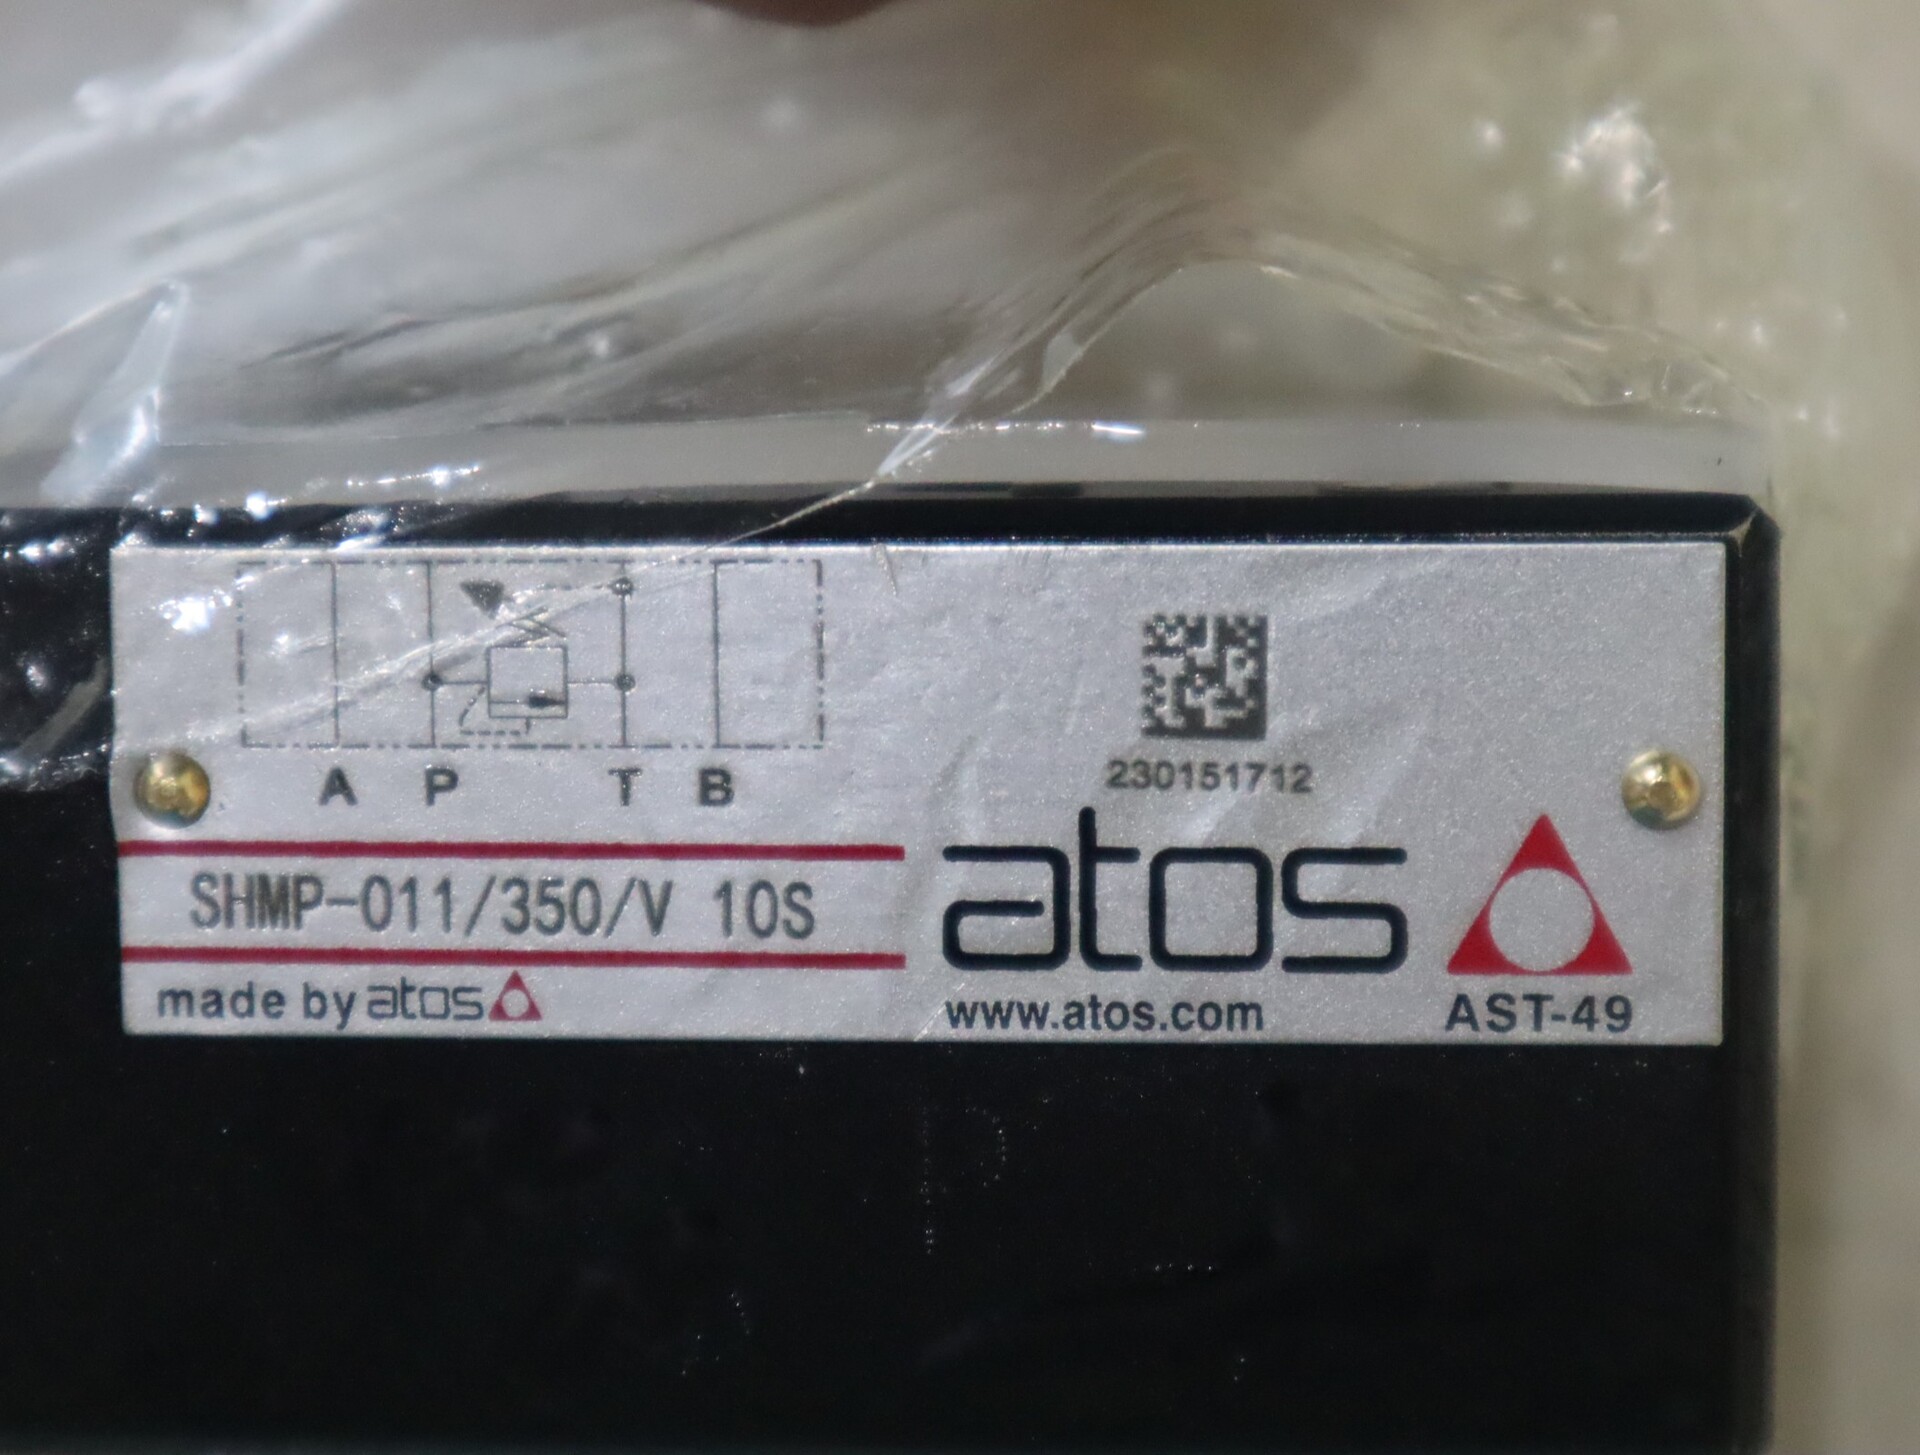 A P T B
230151712
SHMP-011/350/V 10S
atos
made by atos
www.atos.com
AST-49